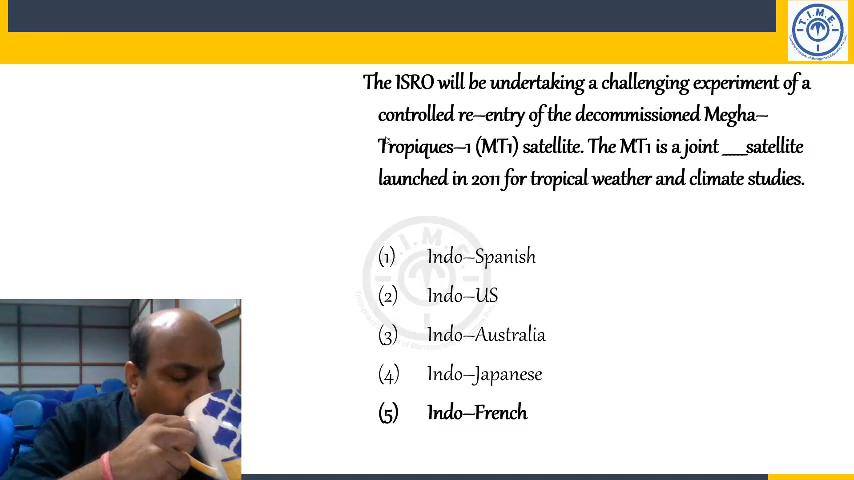 T.I.M.E.
The ISRO will be undertaking a challenging experiment of a
controlled re–entry of the decommissioned Megha–
Tropiques–1 (MT1) satellite. The MT1 is a joint ____satellite
launched in 2011 for tropical weather and climate studies.
T.I.M.E.
(1) Indo–Spanish
(2) Indo–US
(3) Indo–Australia
(4) Indo–Japanese
(5) Indo–French